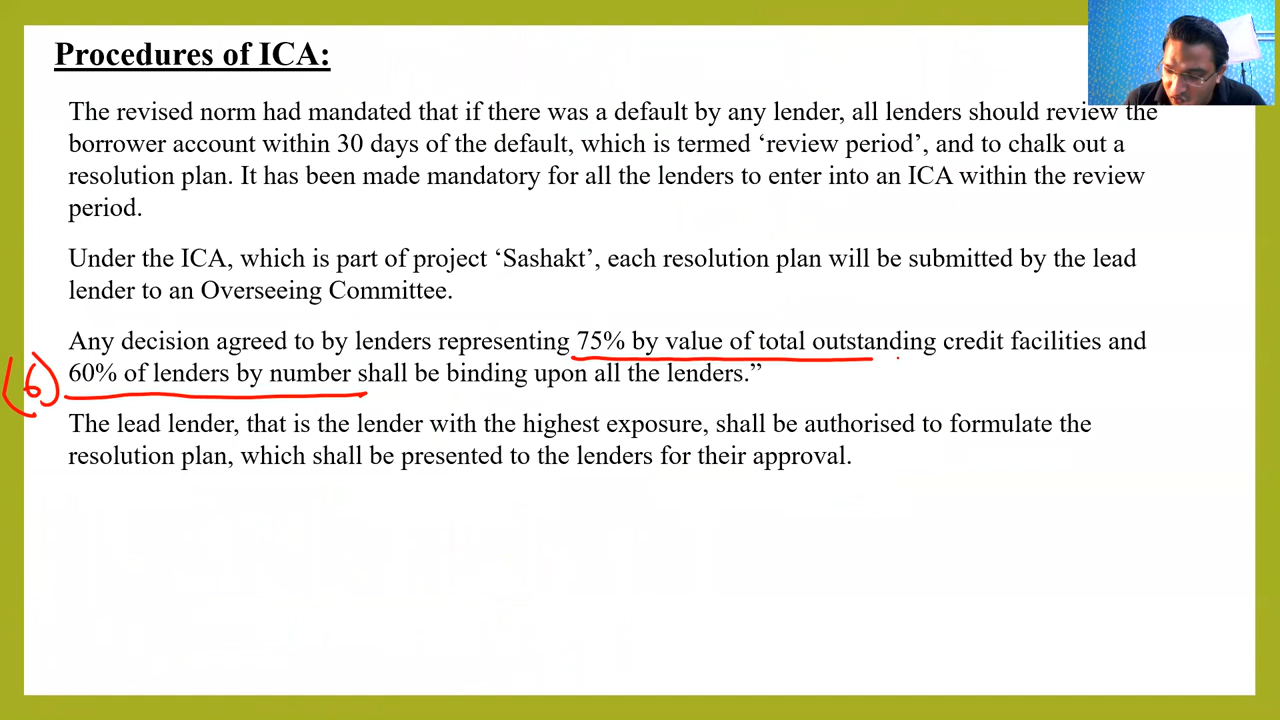 Procedures of ICA:
The revised norm had mandated that if there was a default by any lender, all lenders should review the
borrower account within 30 days of the default, which is termed ‘review period’, and to chalk out a
resolution plan. It has been made mandatory for all the lenders to enter into an ICA within the review
period.
Under the ICA, which is part of project ‘Sashakt’, each resolution plan will be submitted by the lead
lender to an Overseeing Committee.
Any decision agreed to by lenders representing 75% by value of total outstanding credit facilities and
(6) 60% of lenders by number shall be binding upon all the lenders.”
The lead lender, that is the lender with the highest exposure, shall be authorised to formulate the
resolution plan, which shall be presented to the lenders for their approval.